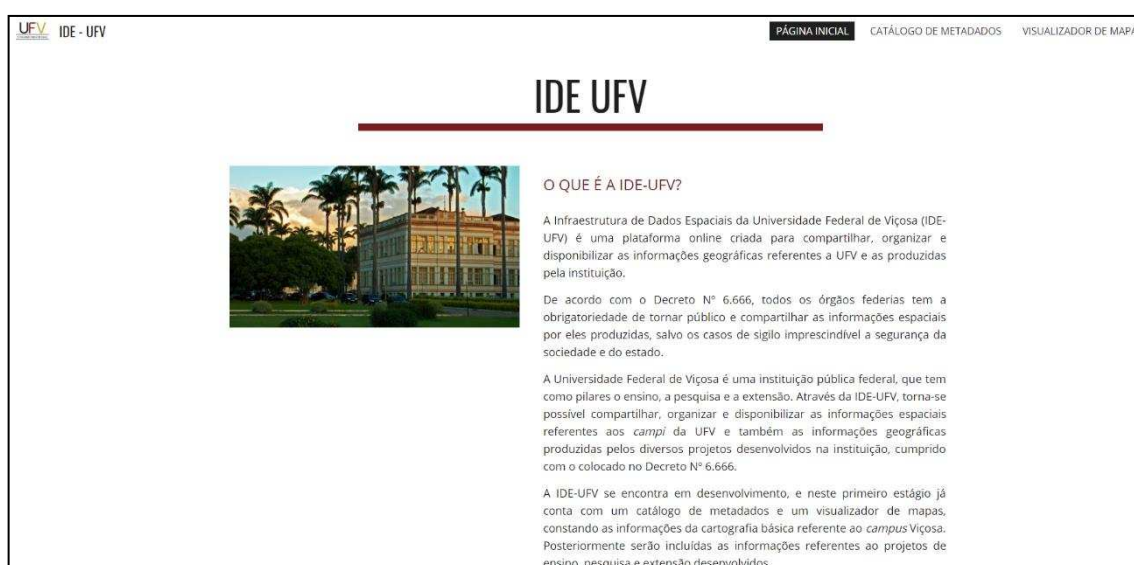 UFV IDE - UFV
PÁGINA INICIAL CATÁLOGO DE METADADOS VISUALIZADOR DE MAPA
IDE UFV
O QUE É A IDE-UFV?
A Infraestrutura de Dados Espaciais da Universidade Federal de Viçosa (IDE-
UFV) é uma plataforma online criada para compartilhar, organizar e
disponibilizar as informações geográficas referentes a UFV e as produzidas
pela instituição.
De acordo com o Decreto Nº 6.666, todos os órgãos federias tem a
obrigatoriedade de tornar público e compartilhar as informações espaciais
por eles produzidas, salvo os casos de sigilo imprescindível a segurança da
sociedade e do estado.
A Universidade Federal de Viçosa é uma instituição pública federal, que tem
como pilares o ensino, a pesquisa e a extensão. Através da IDE-UFV, torna-se
possível compartilhar, organizar e disponibilizar as informações espaciais
referentes aos campi da UFV e também as informações geográficas
produzidas pelos diversos projetos desenvolvidos na instituição, cumprido
com o colocado no Decreto Nº 6.666.
A IDE-UFV se encontra em desenvolvimento, e neste primeiro estágio já
conta com um catálogo de metadados e um visualizador de mapas,
constando as informações da cartografia básica referente ao campus Viçosa.
Posteriormente serão incluídas as informações referentes ao projetos de
ensino, pesquisa e extensão desenvolvidos